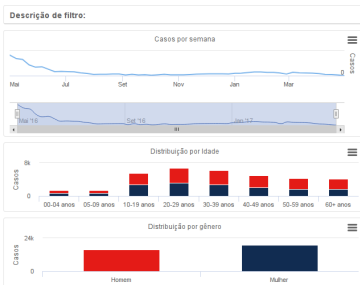 Descrição de filtro:
Casos por semana
Casos
0
Mai Jul Set Nov Jan Mar
Mai '16 Set '16 Jan '17
Distribuição por Idade
Casos
8k
0
00-04 anos 05-09 anos 10-19 anos 20-29 anos 30-39 anos 40-49 anos 50-59 anos 60+ anos
Distribuição por gênero
Casos
24k
0
Homem Mulher